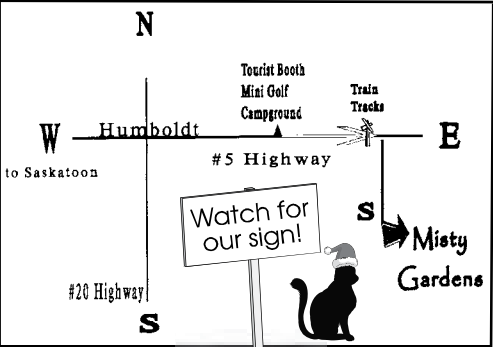 N
Tourist Booth
Mini Golf
Campground
Train
Tracks
W
Humboldt
E
#5 Highway
to Saskatoon
Watch for
our sign!
S
Misty
Gardens
#20 Highway
S